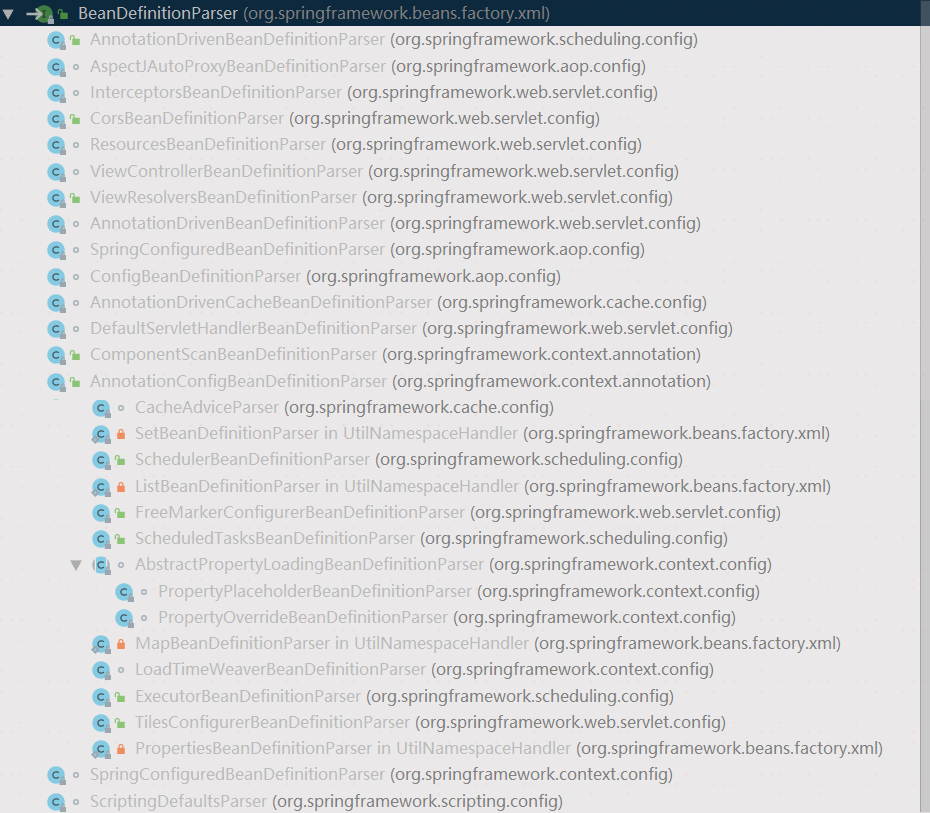 BeanDefinitionParser (org.springframework.beans.factory.xml)
AnnotationDrivenBeanDefinitionParser (org.springframework.scheduling.config)
AspectJAutoProxyBeanDefinitionParser (org.springframework.aop.config)
InterceptorsBeanDefinitionParser (org.springframework.web.servlet.config)
CorsBeanDefinitionParser (org.springframework.web.servlet.config)
ResourcesBeanDefinitionParser (org.springframework.web.servlet.config)
ViewControllerBeanDefinitionParser (org.springframework.web.servlet.config)
ViewResolversBeanDefinitionParser (org.springframework.web.servlet.config)
AnnotationDrivenBeanDefinitionParser (org.springframework.web.servlet.config)
SpringConfiguredBeanDefinitionParser (org.springframework.aop.config)
ConfigBeanDefinitionParser (org.springframework.aop.config)
AnnotationDrivenCacheBeanDefinitionParser (org.springframework.cache.config)
DefaultServletHandlerBeanDefinitionParser (org.springframework.web.servlet.config)
ComponentScanBeanDefinitionParser (org.springframework.context.annotation)
AnnotationConfigBeanDefinitionParser (org.springframework.context.annotation)
CacheAdviceParser (org.springframework.cache.config)
SetBeanDefinitionParser in UtilNamespaceHandler (org.springframework.beans.factory.xml)
SchedulerBeanDefinitionParser (org.springframework.scheduling.config)
ListBeanDefinitionParser in UtilNamespaceHandler (org.springframework.beans.factory.xml)
FreeMarkerConfigurerBeanDefinitionParser (org.springframework.web.servlet.config)
ScheduledTasksBeanDefinitionParser (org.springframework.scheduling.config)
AbstractPropertyLoadingBeanDefinitionParser (org.springframework.context.config)
PropertyPlaceholderBeanDefinitionParser (org.springframework.context.config)
PropertyOverrideBeanDefinitionParser (org.springframework.context.config)
MapBeanDefinitionParser in UtilNamespaceHandler (org.springframework.beans.factory.xml)
LoadTimeWeaverBeanDefinitionParser (org.springframework.context.config)
ExecutorBeanDefinitionParser (org.springframework.scheduling.config)
TilesConfigurerBeanDefinitionParser (org.springframework.web.servlet.config)
PropertiesBeanDefinitionParser in UtilNamespaceHandler (org.springframework.beans.factory.xml)
SpringConfiguredBeanDefinitionParser (org.springframework.context.config)
ScriptingDefaultsParser (org.springframework.scripting.config)